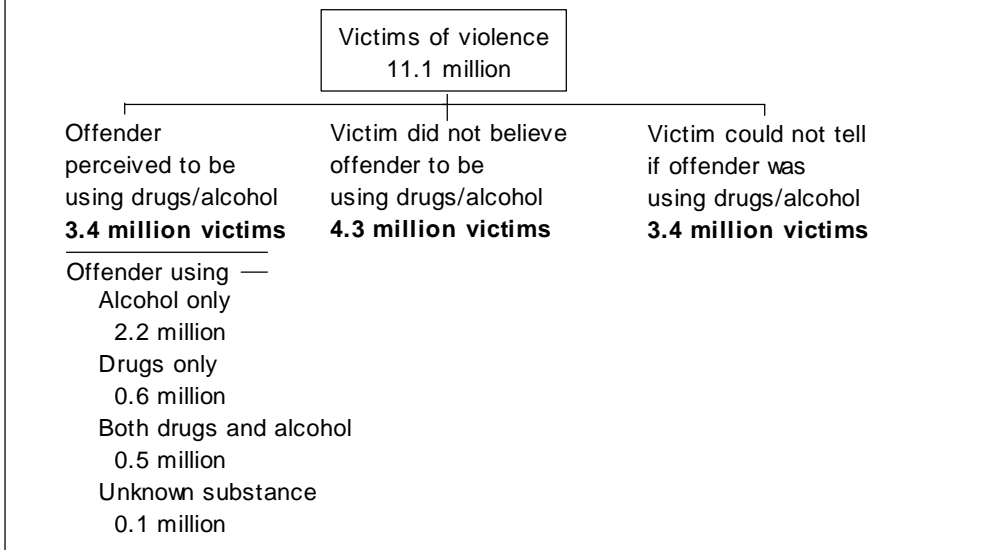 Victims of violence
11.1 million
Offender
perceived to be
using drugs/alcohol
3.4 million victims
Offender using —
Alcohol only
2.2 million
Drugs only
0.6 million
Both drugs and alcohol
0.5 million
Unknown substance
0.1 million
Victim did not believe
offender to be
using drugs/alcohol
4.3 million victims
Victim could not tell
if offender was
using drugs/alcohol
3.4 million victims